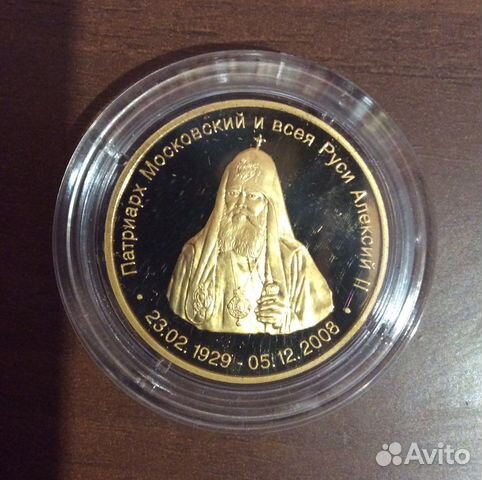 Патриарх Московский и всея Руси Алексий II
23.02.1929 - 05.12.2008
Avito